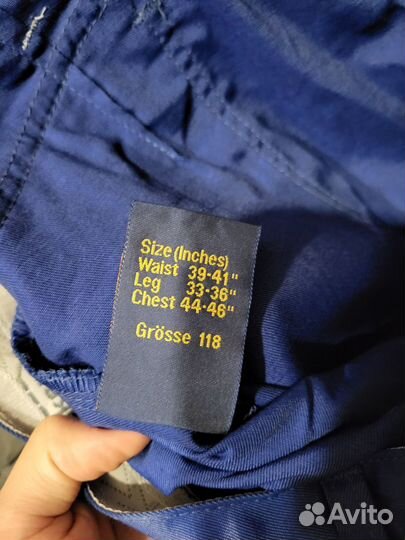 Size (Inches)
Waist 39-41"
Leg 33-36"
Chest 44-46"
Grösse 118
Avito